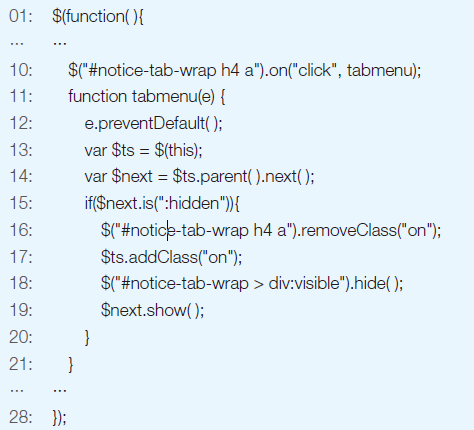 01: $(function( ){
... ...
10: $("#notice-tab-wrap h4 a").on("click", tabmenu);
11: function tabmenu(e) {
12: e.preventDefault( );
13: var $ts = $(this);
14: var $next = $ts.parent( ).next( );
15: if($next.is(":hidden")){
16: $("#notice-tab-wrap h4 a").removeClass("on");
17: $ts.addClass("on");
18: $("#notice-tab-wrap > div:visible").hide( );
19: $next.show( );
20: }
21: }
... ...
28: });